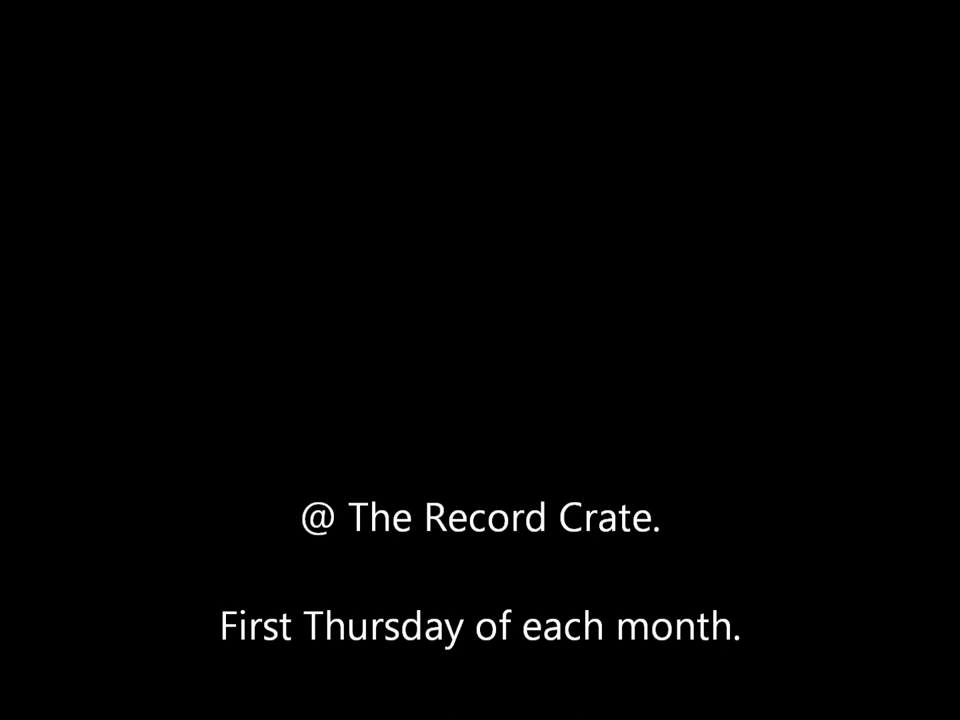 @ The Record Crate.
First Thursday of each month.